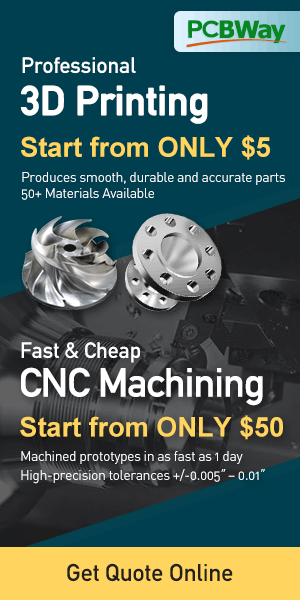 PCBWay
Professional
3D Printing
Start from ONLY $5
Produces smooth, durable and accurate parts
50+ Materials Available
Fast & Cheap
CNC Machining
Start from ONLY $50
Machined prototypes in as fast as 1 day
High-precision tolerances +/-0.005″ – 0.01″
Get Quote Online